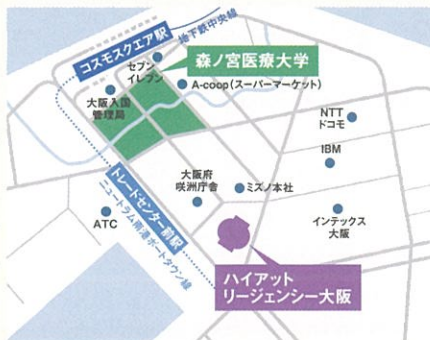 コスモスクエア駅
地下鉄中央線
セブン
イレブン
森ノ宮医療大学
A-coop(スーパーマーケット)
大阪入国
管理局
NTT
ドコモ
IBM
トレードセンター前駅
ニュートラム南港ポートタウン線
大阪府
咲洲庁舎
ミズノ本社
ATC
インテックス
大阪
ハイアット
リージェンシー大阪